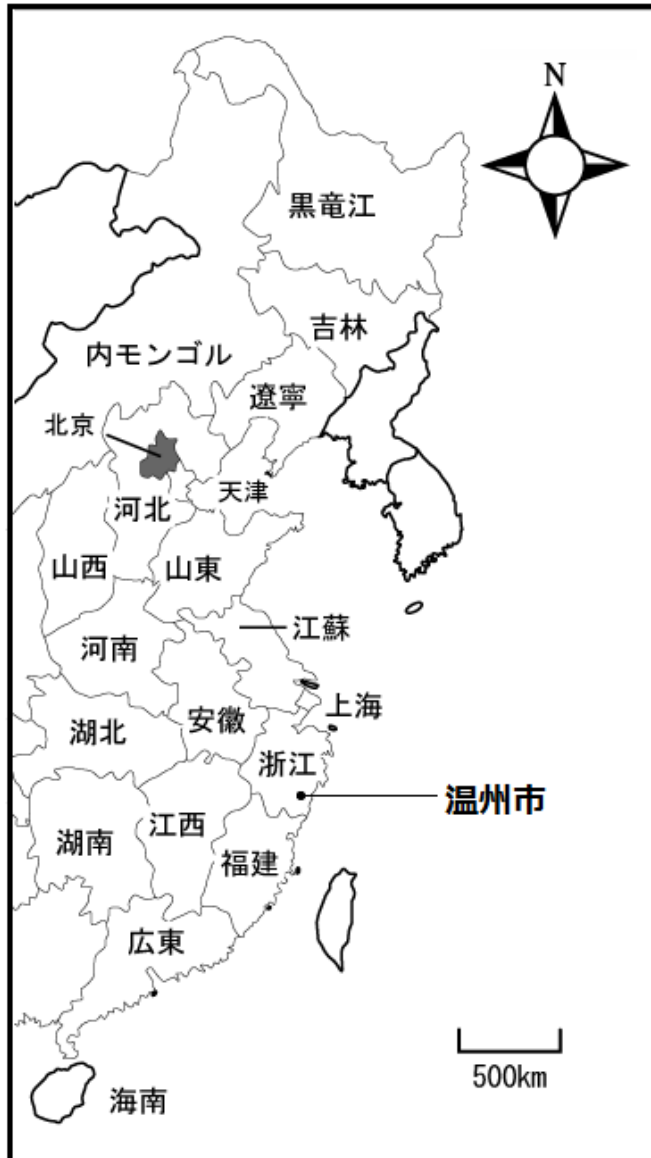 N
黒竜江
吉林
内モンゴル
遼寧
北京
天津
河北
山西
山東
江蘇
河南
安徽
上海
湖北
浙江
温州市
江西
湖南
福建
広東
500km
海南